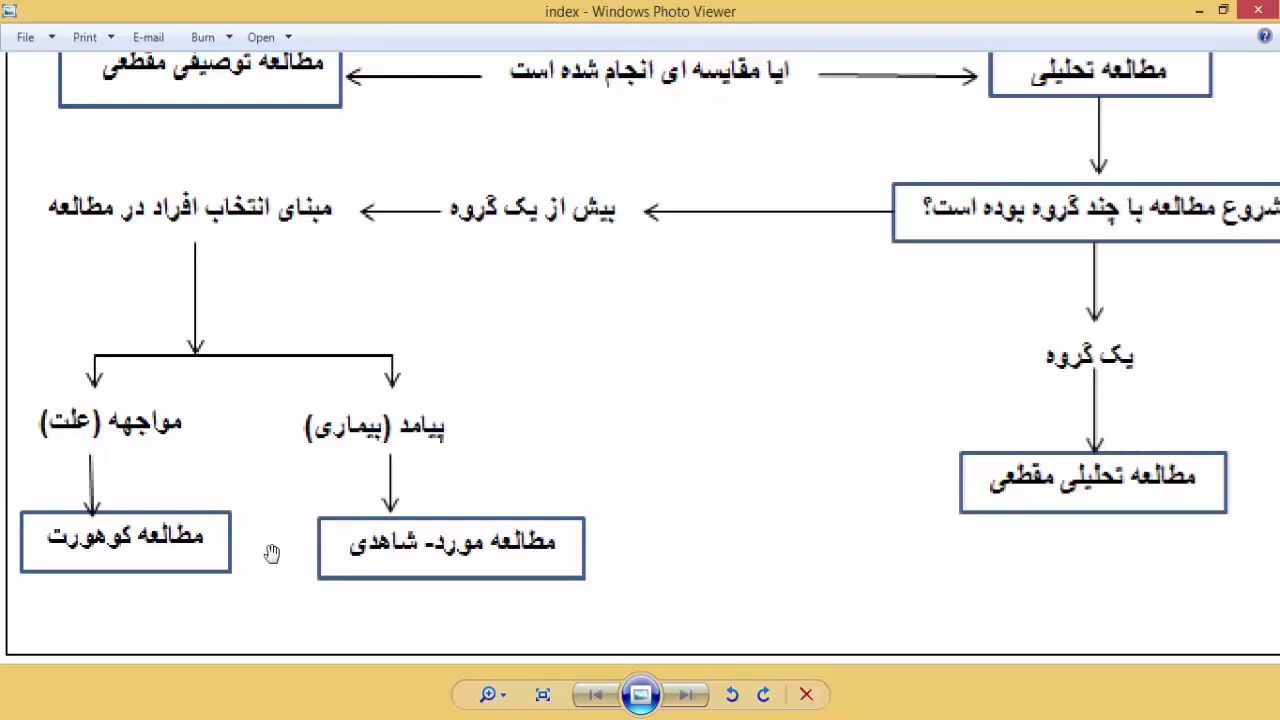 index - Windows Photo Viewer
File Print E-mail Burn Open
مطالعه تحلیلی
ایا مقایسه ای انجام شده است
مطالعه توصیفی مقطعی
شروع مطالعه با چند گروه بوده است؟
بیش از یک گروه
مبنای انتخاب افراد در مطالعه
یک گروه
پیامد (بیماری)
مواجهه (علت)
مطالعه تحلیلی مقطعی
مطالعه مورد- شاهدی
مطالعه کوهورت